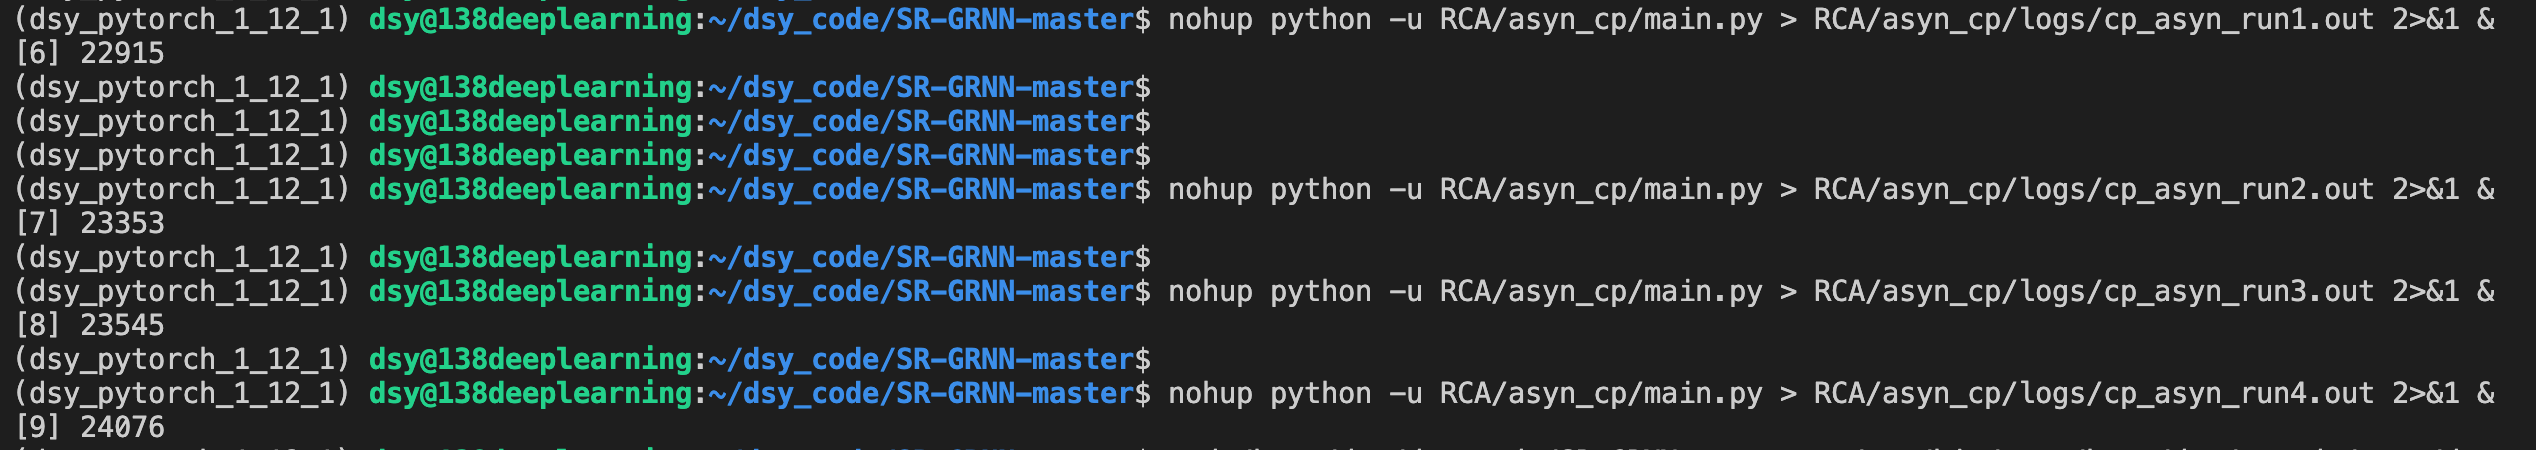 (dsy_pytorch_1_12_1) dsy@138deeplearning:~/dsy_code/SR-GRNN-master$ nohup python -u RCA/asyn_cp/main.py > RCA/asyn_cp/logs/cp_asyn_run1.out 2>&1 &
[6] 22915
(dsy_pytorch_1_12_1) dsy@138deeplearning:~/dsy_code/SR-GRNN-master$
(dsy_pytorch_1_12_1) dsy@138deeplearning:~/dsy_code/SR-GRNN-master$
(dsy_pytorch_1_12_1) dsy@138deeplearning:~/dsy_code/SR-GRNN-master$
(dsy_pytorch_1_12_1) dsy@138deeplearning:~/dsy_code/SR-GRNN-master$ nohup python -u RCA/asyn_cp/main.py > RCA/asyn_cp/logs/cp_asyn_run2.out 2>&1 &
[7] 23353
(dsy_pytorch_1_12_1) dsy@138deeplearning:~/dsy_code/SR-GRNN-master$
(dsy_pytorch_1_12_1) dsy@138deeplearning:~/dsy_code/SR-GRNN-master$ nohup python -u RCA/asyn_cp/main.py > RCA/asyn_cp/logs/cp_asyn_run3.out 2>&1 &
[8] 23545
(dsy_pytorch_1_12_1) dsy@138deeplearning:~/dsy_code/SR-GRNN-master$
(dsy_pytorch_1_12_1) dsy@138deeplearning:~/dsy_code/SR-GRNN-master$ nohup python -u RCA/asyn_cp/main.py > RCA/asyn_cp/logs/cp_asyn_run4.out 2>&1 &
[9] 24076